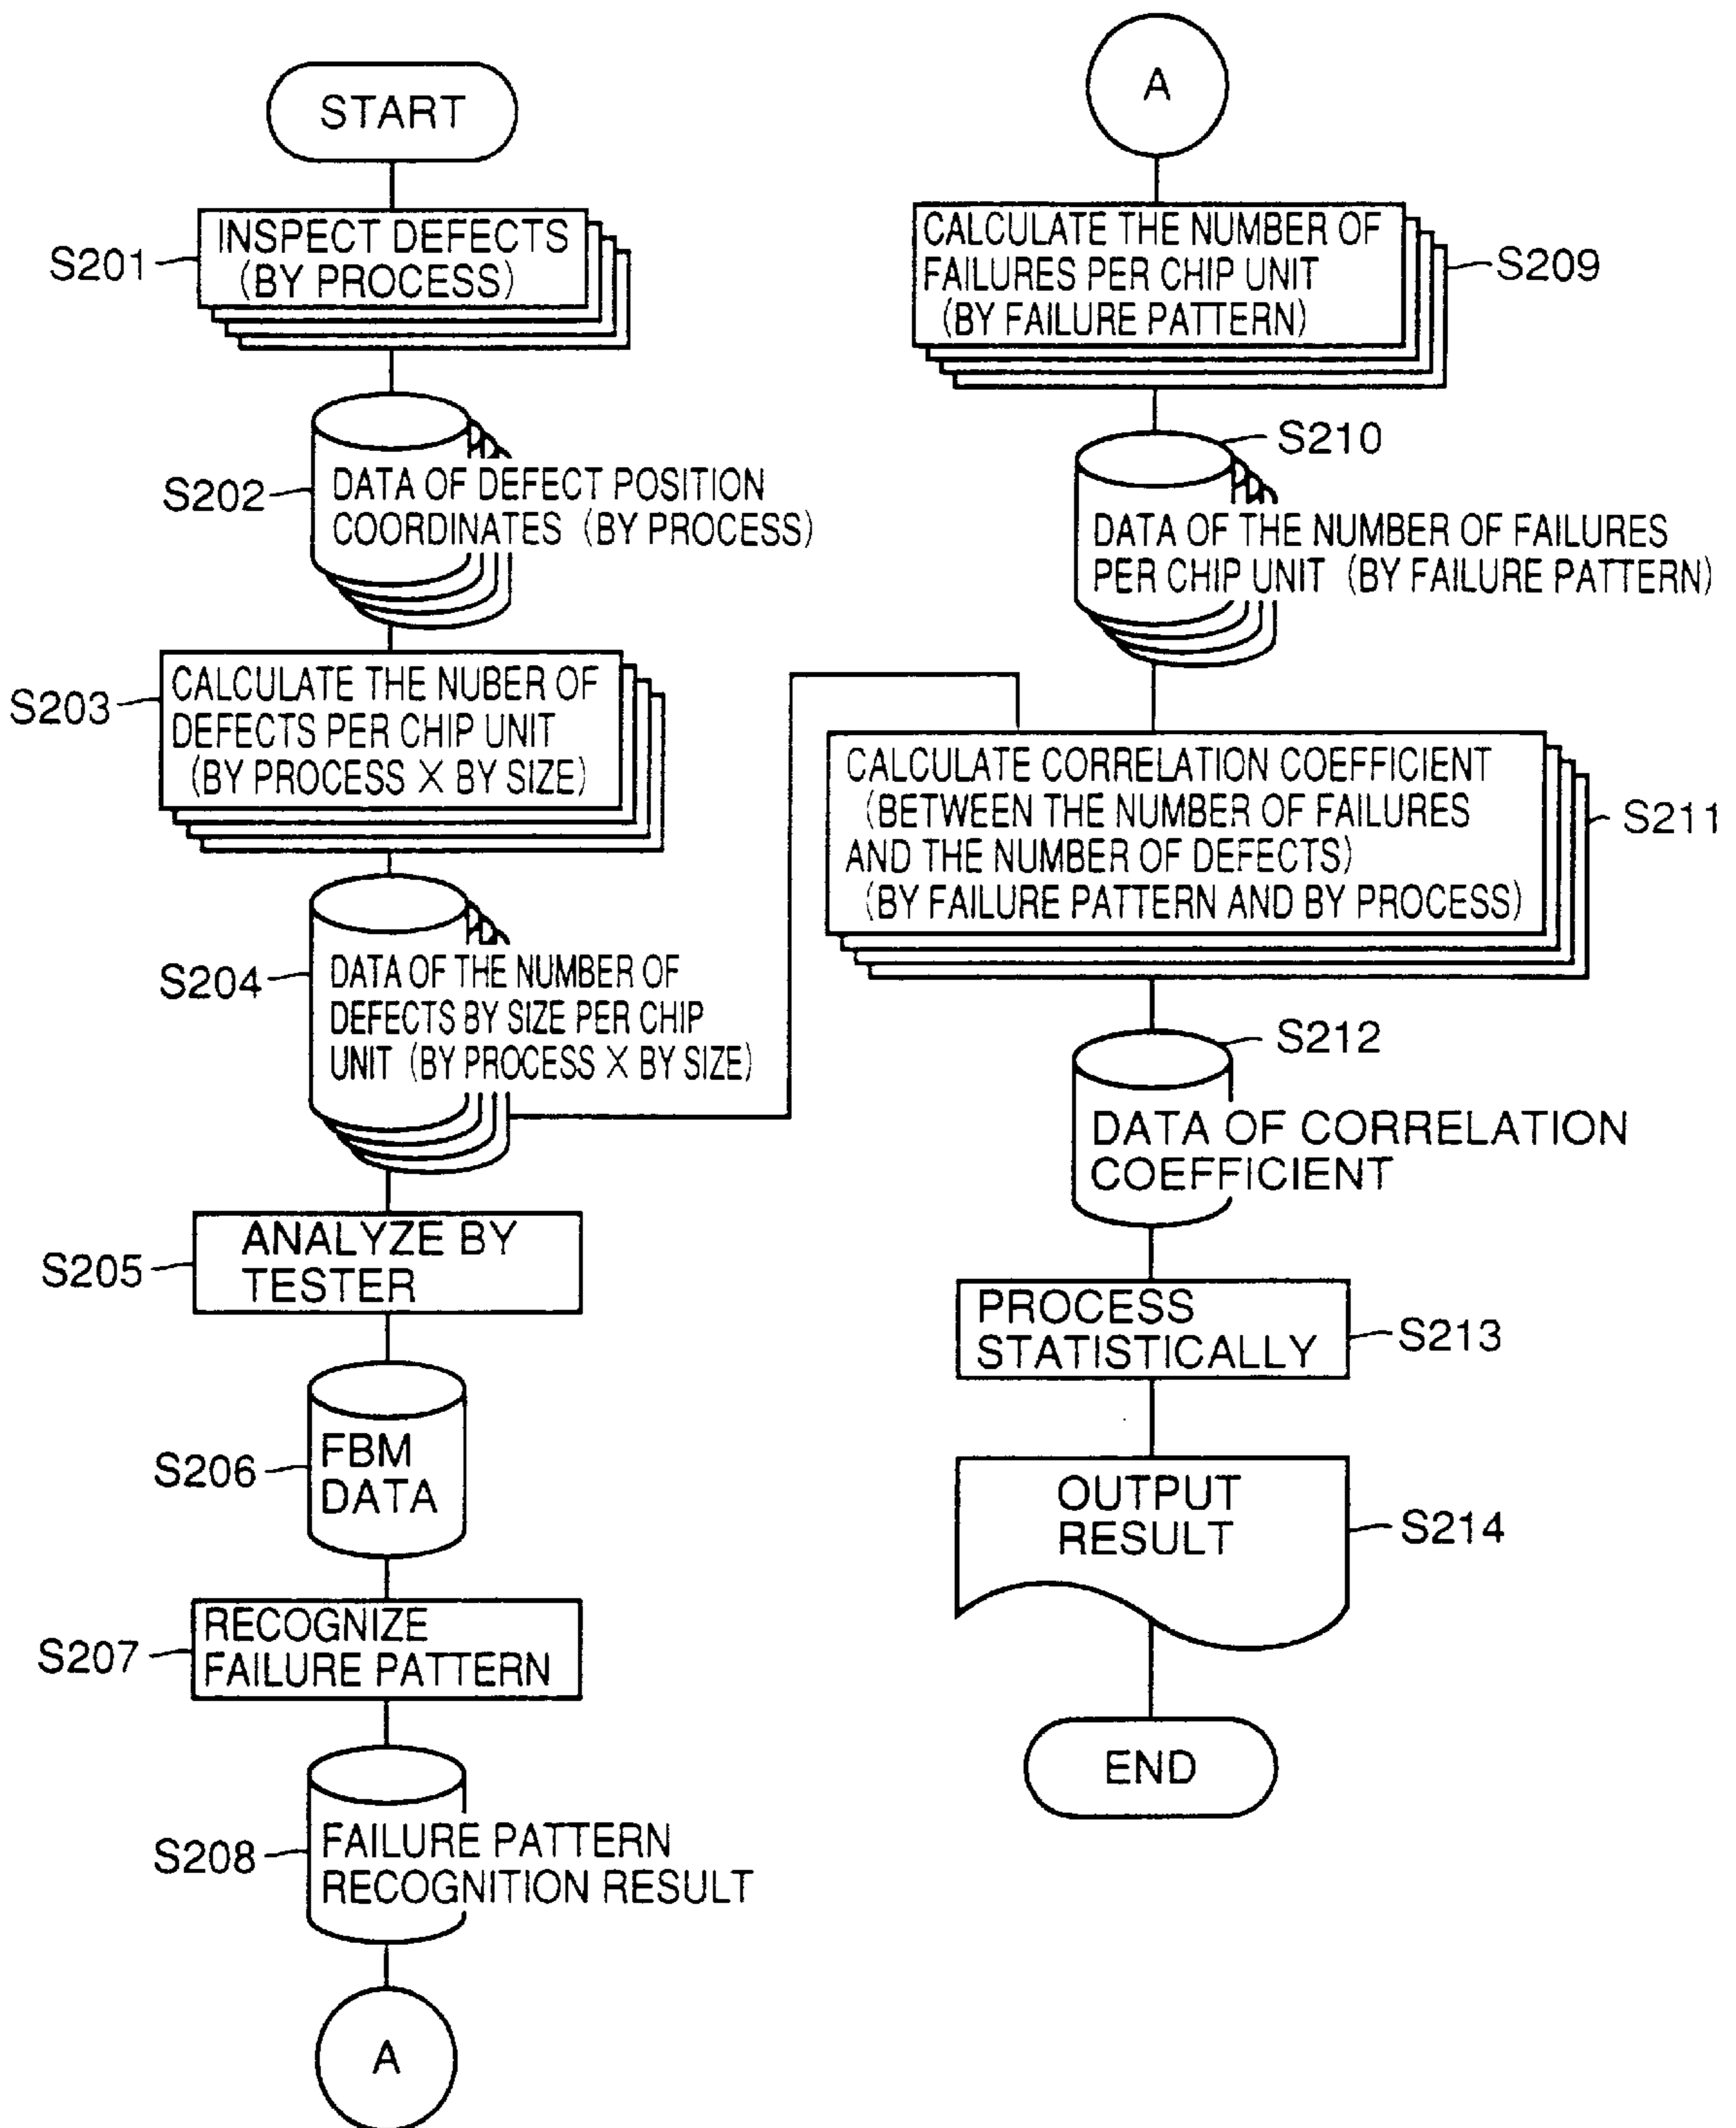 START
S201
INSPECT DEFECTS
(BY PROCESS)
S202
DATA OF DEFECT POSITION
COORDINATES (BY PROCESS)
S203
CALCULATE THE NUBER OF
DEFECTS PER CHIP UNIT
(BY PROCESS X BY SIZE)
S204
DATA OF THE NUMBER OF
DEFECTS BY SIZE PER CHIP
UNIT (BY PROCESS X BY SIZE)
S205
ANALYZE BY
TESTER
S206
FBM
DATA
S207
RECOGNIZE
FAILURE PATTERN
S208
FAILURE PATTERN
RECOGNITION RESULT
A
A
CALCULATE THE NUMBER OF
FAILURES PER CHIP UNIT
(BY FAILURE PATTERN)
S209
S210
DATA OF THE NUMBER OF FAILURES
PER CHIP UNIT (BY FAILURE PATTERN)
CALCULATE CORRELATION COEFFICIENT
(BETWEEN THE NUMBER OF FAILURES
AND THE NUMBER OF DEFECTS)
(BY FAILURE PATTERN AND BY PROCESS)
S211
S212
DATA OF CORRELATION
COEFFICIENT
PROCESS
STATISTICALLY
S213
OUTPUT
RESULT
S214
END